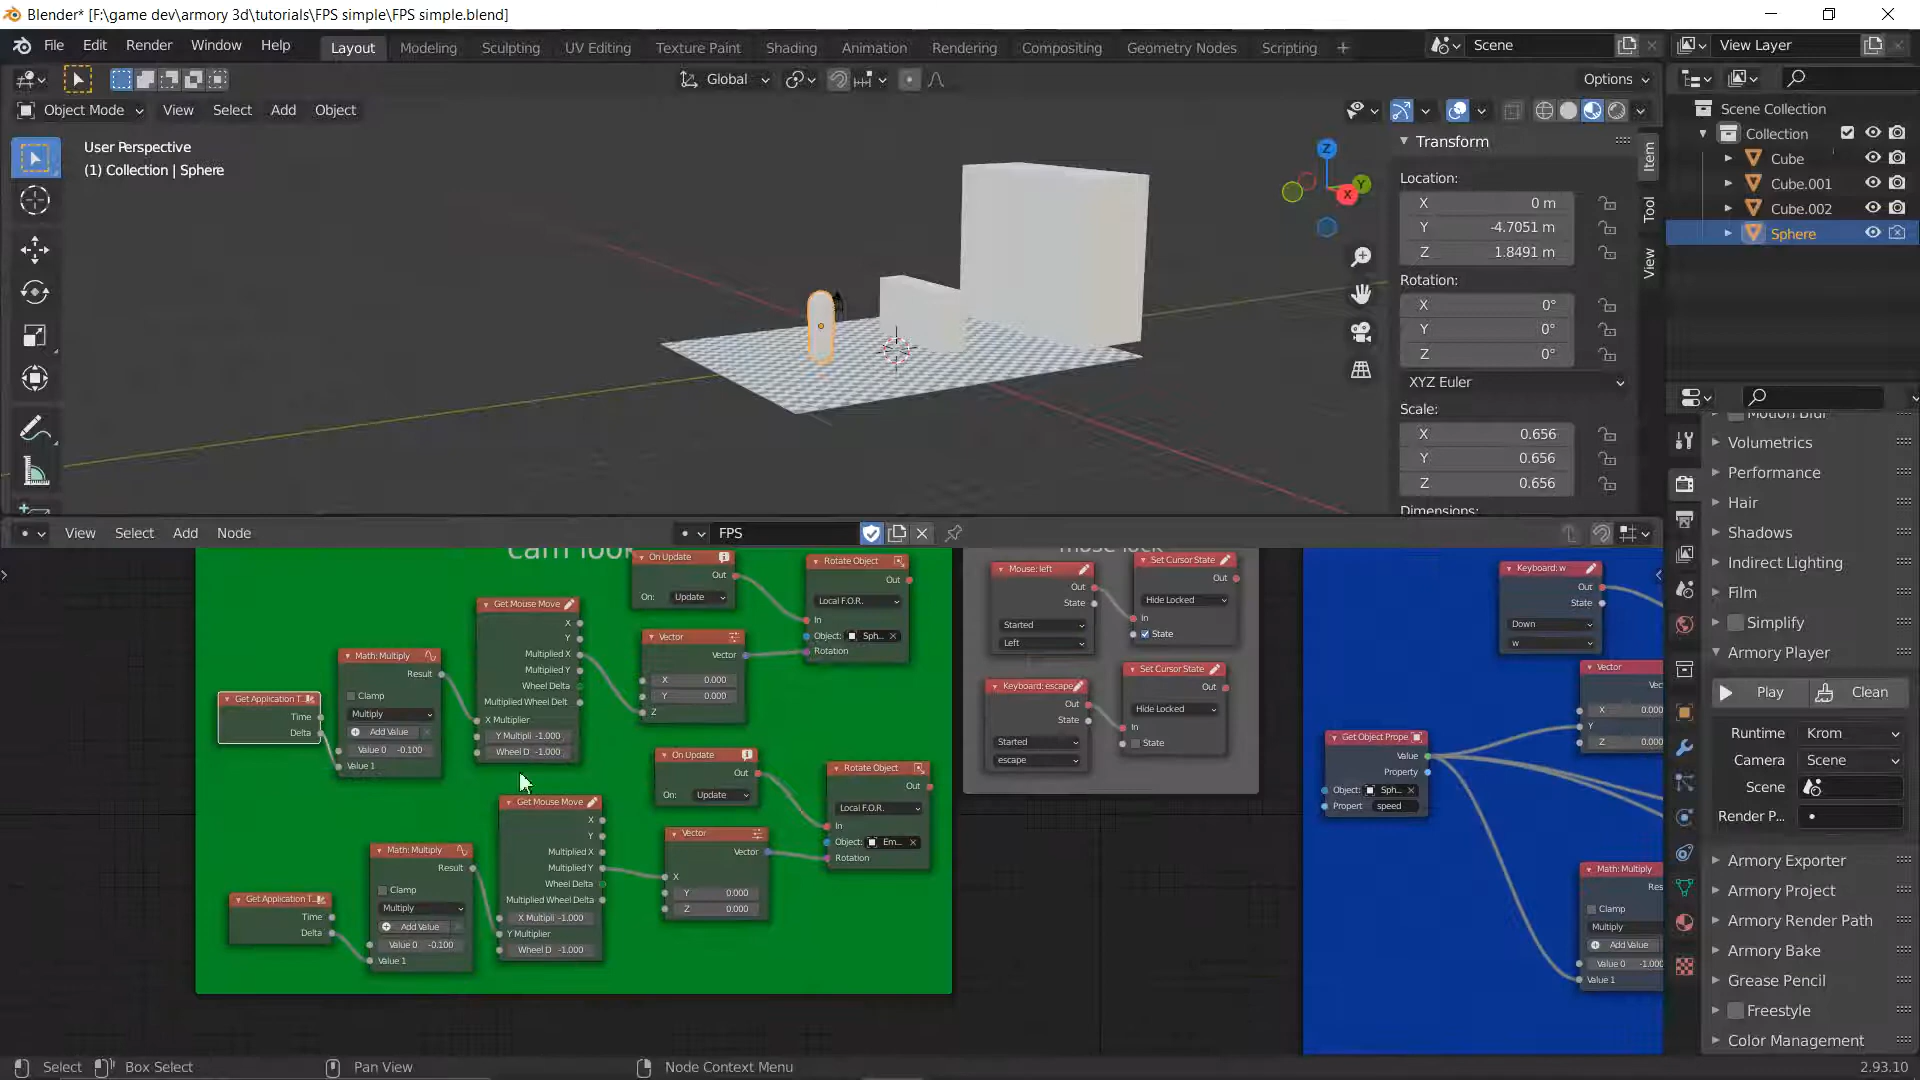 Blender* [F:\game dev\armory 3d\tutorials\FPS simple\FPS simple.blend]
File Edit Render Window Help
Layout Modeling Sculpting UV Editing Texture Paint Shading Animation Rendering Compositing Geometry Nodes Scripting
Scene View Layer
Global Options
Object Mode View Select Add Object
User Perspective
(1) Collection | Sphere
Z
Y
X
Item
Tool
View
Transform
Location:
X 0 m
Y -4.7051 m
Z 1.8491 m
Rotation:
X 0°
Y 0°
Z 0°
XYZ Euler
Scale:
X 0.656
Y 0.656
Z 0.656
Dimensions:
Scene Collection
Collection
Cube
Cube.001
Cube.002
Sphere
View Select Add Node FPS
Get Application T...
Time
Delta
Math: Multiply
Result
Clamp
Multiply
Add Value
Value 0 -0.100
Value 1
Get Mouse Move
X
Y
Multiplied X
Multiplied Y
Wheel Delta
Multiplied Wheel Delt
X Multiplier
Y Multipli -1.000
Wheel D -1.000
On Update
Out
On: Update
Vector
Vector
X 0.000
Y 0.000
Z
Rotate Object
Out
Local F.O.R.
In
Object: Sph...
Rotation
Get Application T...
Time
Delta
Math: Multiply
Result
Clamp
Multiply
Add Value
Value 0 -0.100
Value 1
Get Mouse Move
X
Y
Multiplied X
Multiplied Y
Wheel Delta
Multiplied Wheel Delta
X Multipli -1.000
Y Multiplier
Wheel D -1.000
On Update
Out
On: Update
Vector
Vector
X
Y 0.000
Z 0.000
Rotate Object
Out
Local F.O.R.
In
Object: Em...
Rotation
Mouse: left
Out
State
Started
Left
Set Cursor State
Out
Hide Locked
In
State
Keyboard: escape
Out
State
Started
escape
Set Cursor State
Out
Hide Locked
In
State
Keyboard: w
Out
State
Down
w
Vector
Vec
X 0.000
Y
Z 0.000
Get Object Prope
Value
Property
Object: Sph...
Propert speed
Math: Multiply
Res
Clamp
Multiply
Add Value
Value 0 -1.000
Value 1
Motion Blur
Volumetrics
Performance
Hair
Shadows
Indirect Lighting
Film
Simplify
Armory Player
Play Clean
Runtime Krom
Camera Scene
Scene
Render P...
Armory Exporter
Armory Project
Armory Render Path
Armory Bake
Grease Pencil
Freestyle
Color Management
Select Box Select Pan View Node Context Menu 2.93.10